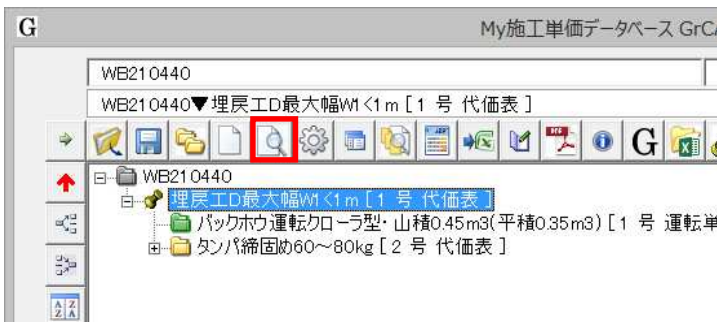 G My施工単価データベース GrC
WB210440
WB210440▼埋戻工D最大幅W1<1m [ 1 号 代価表 ]
G
WB210440
埋戻工D最大幅W1<1m [ 1 号 代価表 ]
バックホウ運転クローラ型・山積0.45m3(平積0.35m3) [ 1 号 運転単
タンパ締固め60～80kg [ 2 号 代価表 ]